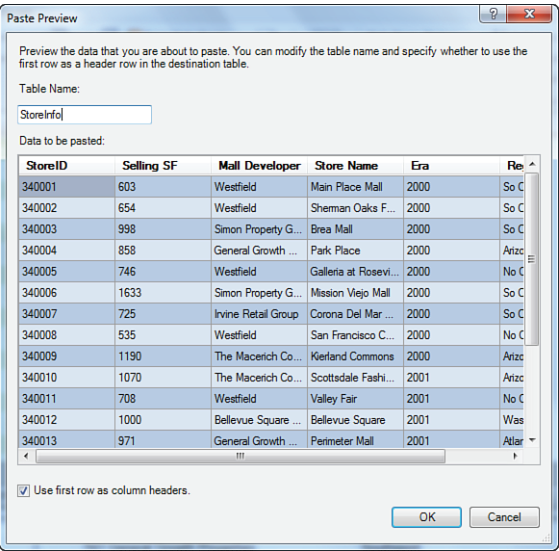 Paste Preview
Preview the data that you are about to paste. You can modify the table name and specify whether to use the
first row as a header row in the destination table.
Table Name:
StoreInfo
Data to be pasted:
StoreID Selling SF Mall Developer Store Name Era Re
340001 603 Westfield Main Place Mall 2000 So C
340002 654 Westfield Sherman Oaks F... 2000 So C
340003 998 Simon Property G... Brea Mall 2000 So C
340004 858 General Growth ... Park Place 2000 Arizo
340005 746 Westfield Galleria at Rosevi... 2000 No C
340006 1633 Simon Property G... Mission Viejo Mall 2000 So C
340007 725 Irvine Retail Group Corona Del Mar ... 2000 So C
340008 535 Westfield San Francisco C... 2000 No C
340009 1190 The Macerich Co... Kierland Commons 2000 Arizo
340010 1070 The Macerich Co... Scottsdale Fashi... 2001 Arizo
340011 708 Westfield Valley Fair 2001 No C
340012 1000 Bellevue Square ... Bellevue Square 2001 Was
340013 971 General Growth ... Perimeter Mall 2001 Atlar
Use first row as column headers.
OK Cancel